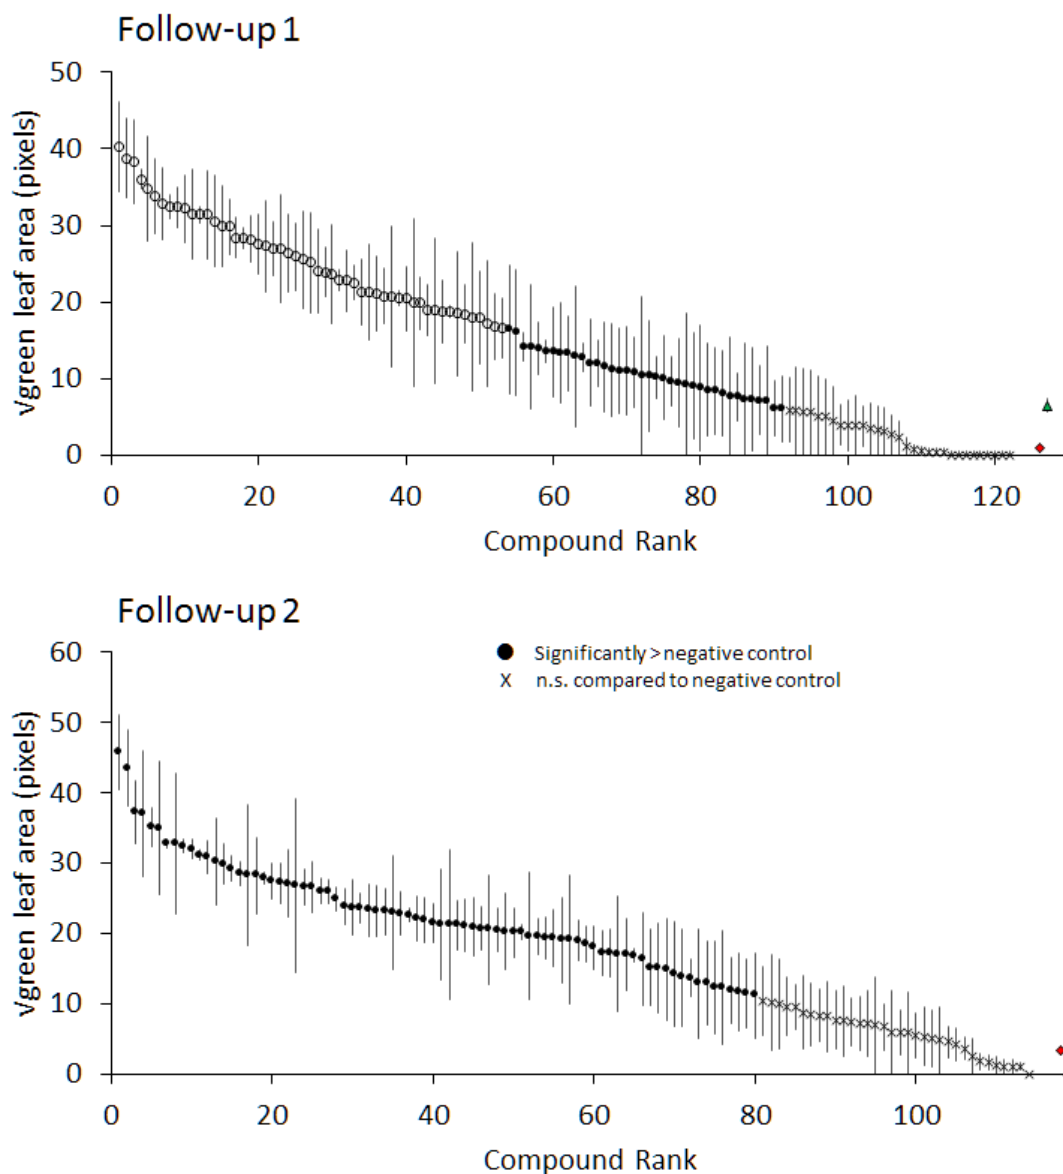 Follow-up 1
50
40
30
20
10
0
√green leaf area (pixels)
0 20 40 60 80 100 120
Compound Rank
Follow-up 2
60
50
40
30
20
10
0
√green leaf area (pixels)
● Significantly > negative control
x n.s. compared to negative control
0 20 40 60 80 100
Compound Rank